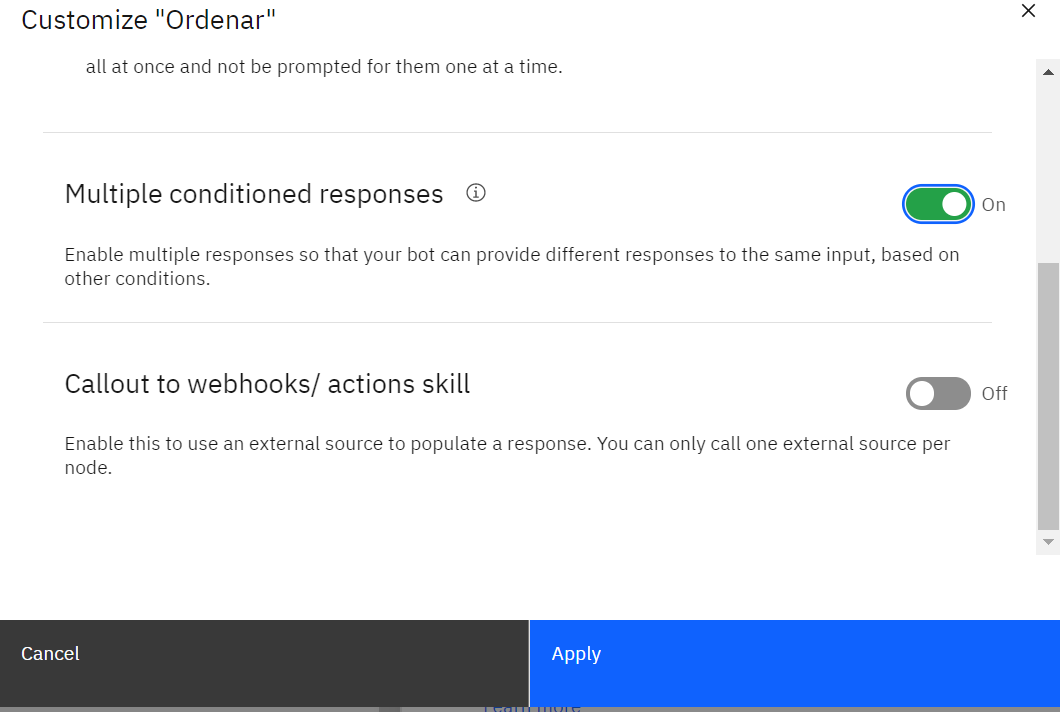 Customize "Ordenar"
all at once and not be prompted for them one at a time.
Multiple conditioned responses
On
Enable multiple responses so that your bot can provide different responses to the same input, based on
other conditions.
Callout to webhooks/ actions skill
Off
Enable this to use an external source to populate a response. You can only call one external source per
node.
Cancel
Apply
Learn more